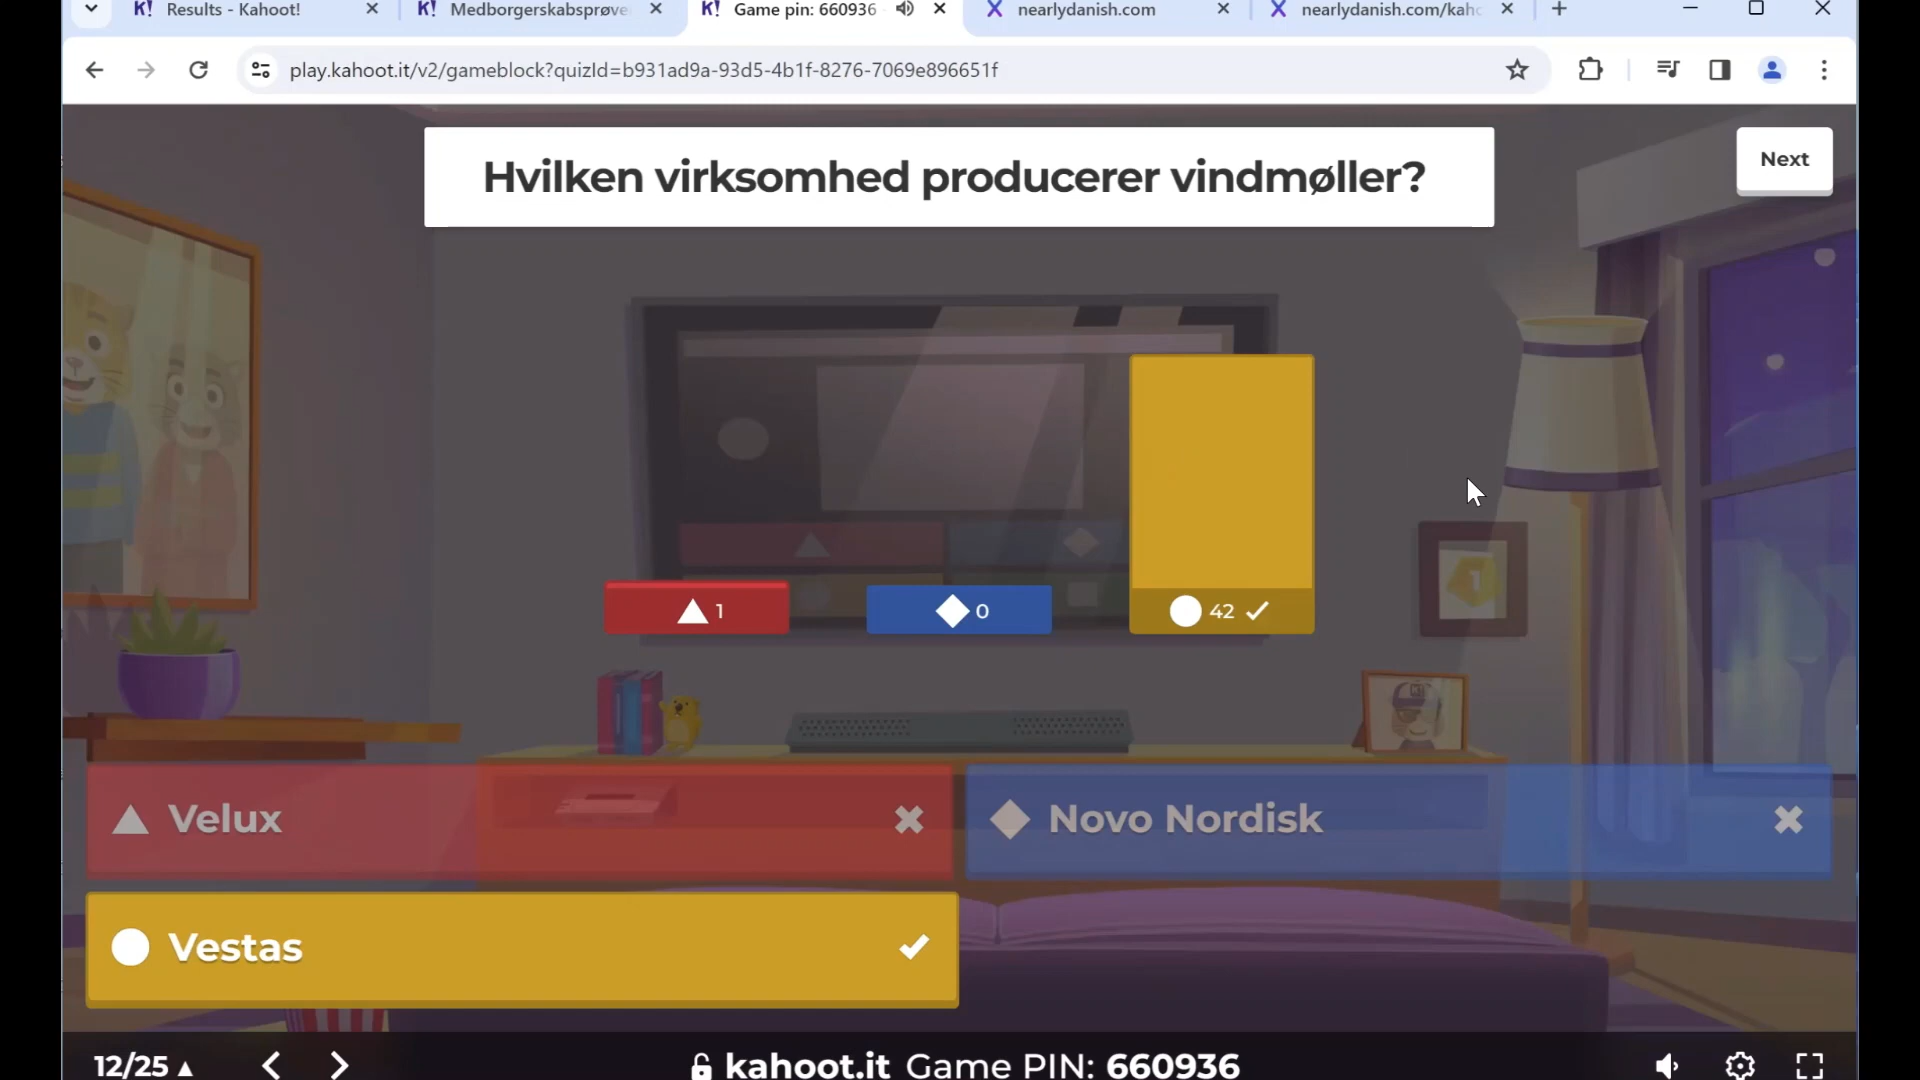 K! Results - Kahoot!
K! Medborgerskabsprøve
K! Game pin: 660936
nearlydanish.com
nearlydanish.com/kaho
play.kahoot.it/v2/gameblock?quizId=b931ad9a-93d5-4b1f-8276-7069e896651f
Hvilken virksomhed producerer vindmøller?
Next
1
1
0
42
Velux
Novo Nordisk
Vestas
12/25
kahoot.it Game PIN: 660936